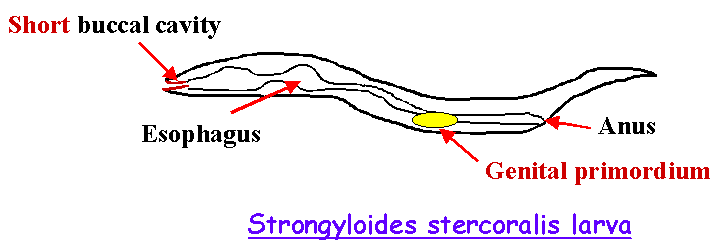 Short buccal cavity
Esophagus
Anus
Genital primordium
Strongyloides stercoralis larva